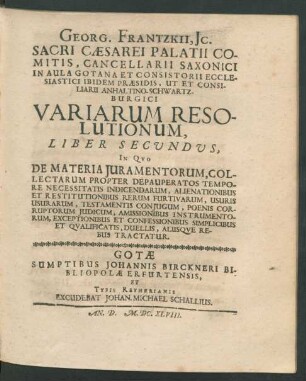 GEORG. FRANTZKII, JC.
SACRI CÆSAREI PALATII CO-
MITIS, CANCELLARII SAXONICI
IN AULA GOTANA ET CONSISTORII ECCLE-
SIASTICI IBIDEM PRÆSIDIS, UT ET CONSI-
LIARII ANHALTINO-SCHWARTZ-
BURGICI
VARIARUM RESO-
LUTIONUM,
LIBER SECUNDUS,
IN QVO
DE MATERIA JURAMENTORUM, COL-
LECTARUM PROPTER DEPAUPERATOS TEMPO-
RE NECESSITATIS INDICENDARUM, ALIENATIONIBUS
ET RESTITUTIONIBUS RERUM FURTIVARUM, USURIS
USURARUM, TESTAMENTIS CONJUGUM, POENIS COR-
RUPTORUM JUDICUM, AMISSIONIBUS INSTRUMENTO-
RUM, EXCEPTIONIBUS ET CONFESSIONIBUS SIMPLICIBUS
ET QVALIFICATIS, DUELLIS, ALIISQVE RE-
BUS TRACTATUR.
GOTÆ
SUMPTIBUS JOHANNIS BIRCKNERI BI-
BLIOPOLÆ ERFURTENSIS,
ET
TYPIS REYHERIANIS
EXCUDEBAT JOHAN. MICHAEL SCHALLIUS.
AN. D. M. DC. XLVIII.